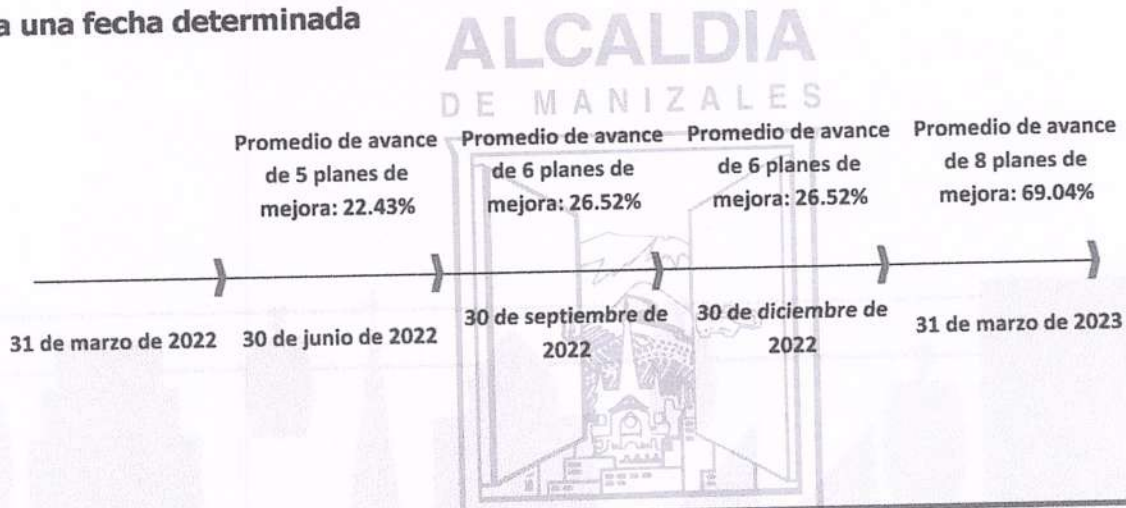 a una fecha determinada
ALCALDIA
DE MANIZALES
Promedio de avance
de 5 planes de
mejora: 22.43%
Promedio de avance
de 6 planes de
mejora: 26.52%
Promedio de avance
de 6 planes de
mejora: 26.52%
Promedio de avance
de 8 planes de
mejora: 69.04%
31 de marzo de 2022
30 de junio de 2022
30 de septiembre de
2022
30 de diciembre de
2022
31 de marzo de 2023